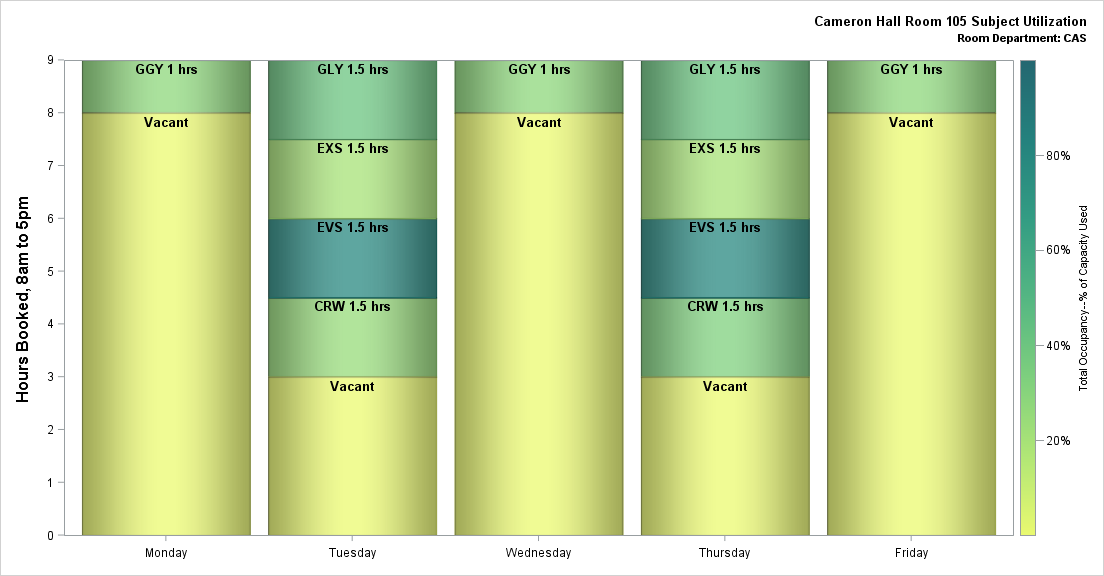 Cameron Hall Room 105 Subject Utilization
Room Department: CAS
Hours Booked, 8am to 5pm
9
8
7
6
5
4
3
2
1
0
GGY 1 hrs
Vacant
GLY 1.5 hrs
EXS 1.5 hrs
EVS 1.5 hrs
CRW 1.5 hrs
Vacant
GGY 1 hrs
Vacant
GLY 1.5 hrs
EXS 1.5 hrs
EVS 1.5 hrs
CRW 1.5 hrs
Vacant
GGY 1 hrs
Vacant
Monday
Tuesday
Wednesday
Thursday
Friday
80%
60%
40%
20%
Total Occupancy--% of Capacity Used